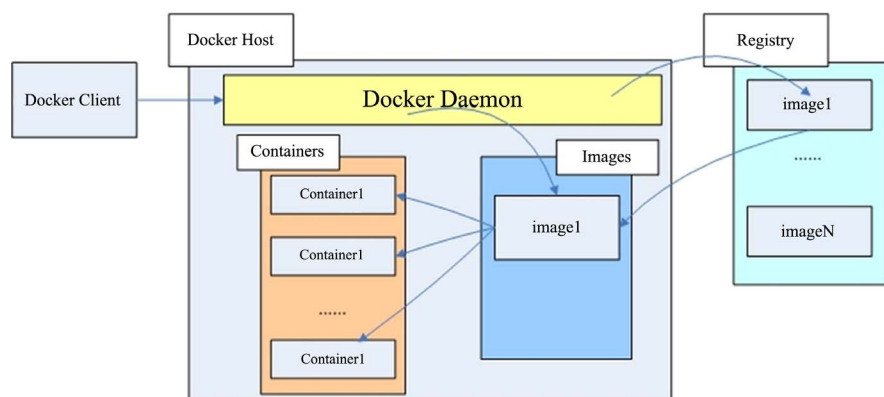 Docker Host
Registry
Docker Client
Docker Daemon
image1
Containers
Images
......
Container1
image1
imageN
Container1
......
Container1